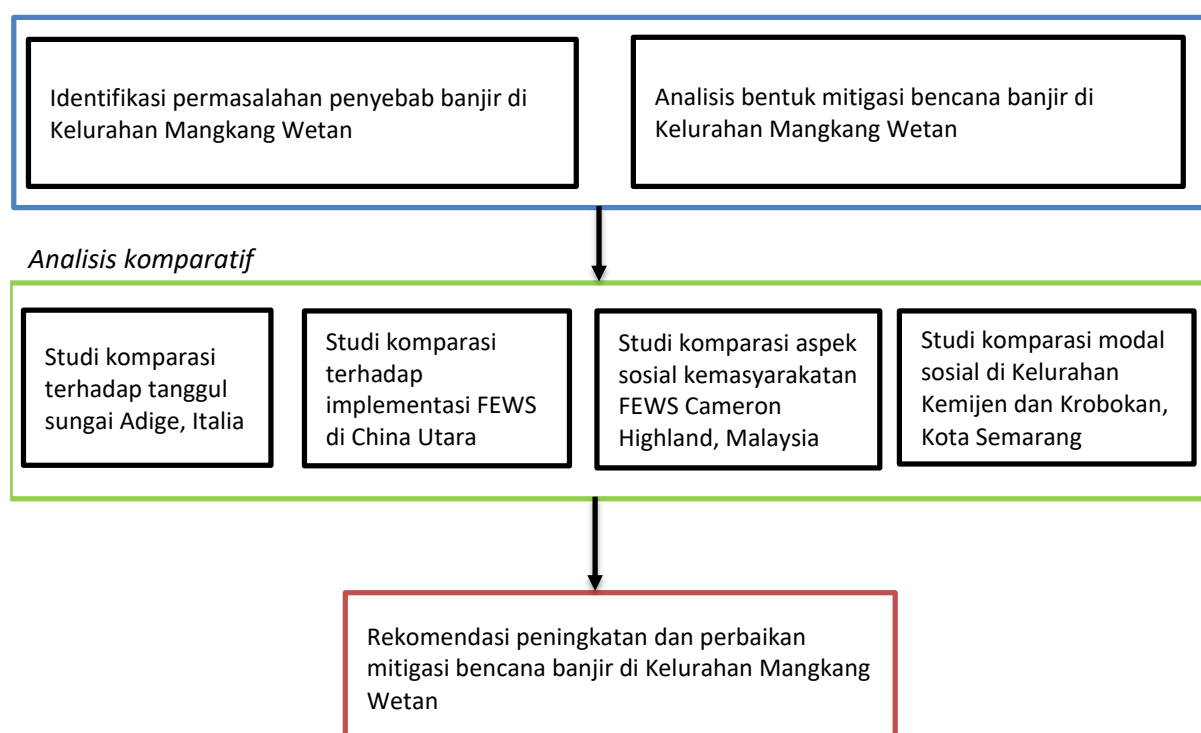 Identifikasi permasalahan penyebab banjir di
Kelurahan Mangkang Wetan
Analisis bentuk mitigasi bencana banjir di
Kelurahan Mangkang Wetan
Analisis komparatif
Studi komparasi
terhadap tanggul
sungai Adige, Italia
Studi komparasi
terhadap
implementasi FEWS
di China Utara
Studi komparasi aspek
sosial kemasyarakatan
FEWS Cameron
Highland, Malaysia
Studi komparasi modal
sosial di Kelurahan
Kemijen dan Krobokan,
Kota Semarang
Rekomendasi peningkatan dan perbaikan
mitigasi bencana banjir di Kelurahan Mangkang
Wetan